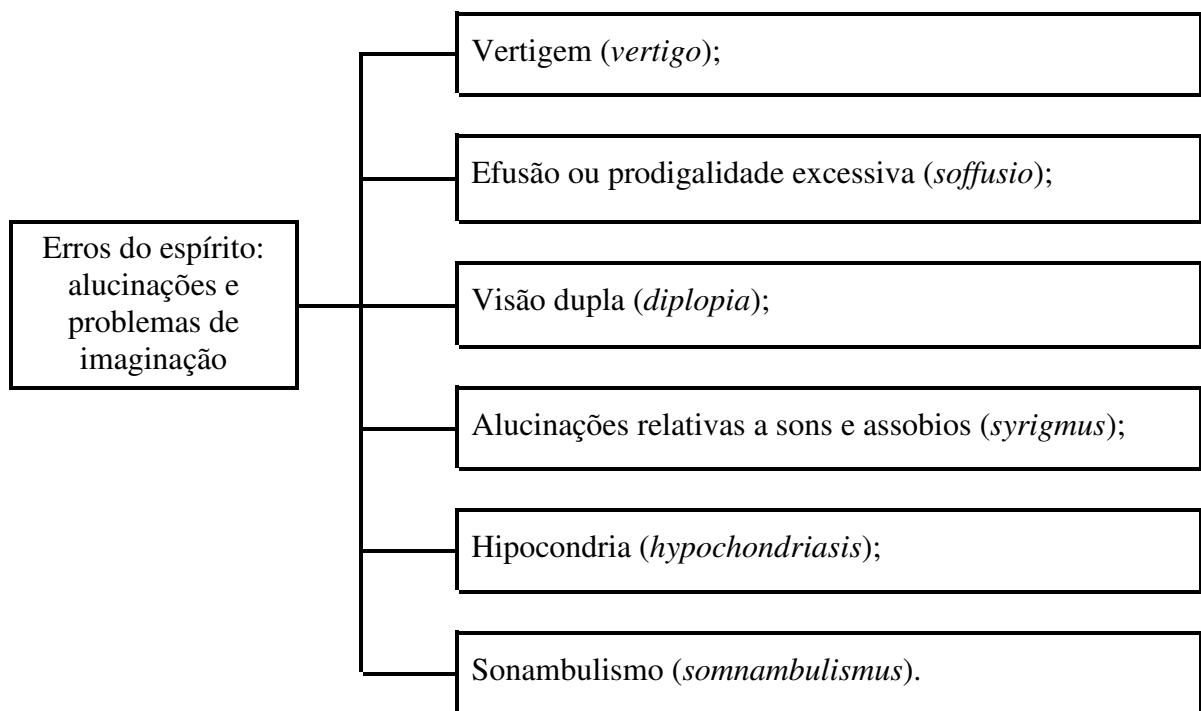 Erros do espírito:
alucinações e
problemas de
imaginação
Vertigem (vertigo);
Efusão ou prodigalidade excessiva (soffusio);
Visão dupla (diplopia);
Alucinações relativas a sons e assobios (syrigmus);
Hipocondria (hypochondriasis);
Sonambulismo (somnambulismus).